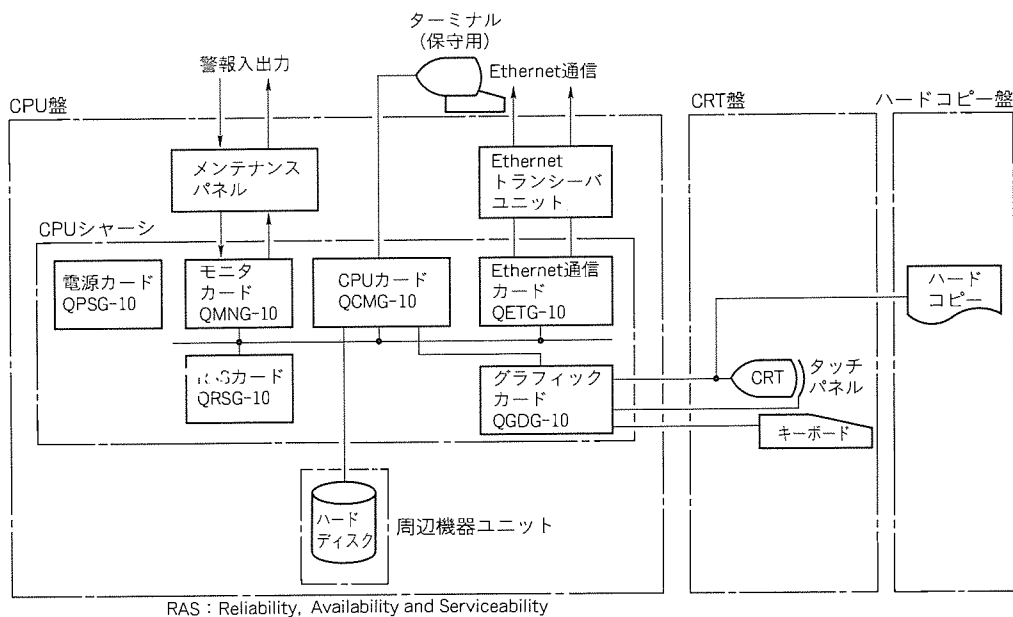 ターミナル
(保守用)
警報入出力
Ethernet通信
CPU盤
CRT盤
ハードコピー盤
メンテナンス
パネル
Ethernet
トランシーバ
ユニット
CPUシャーシ
電源カード
QPSG-10
モニタ
カード
QMNG-10
CPUカード
QCMG-10
Ethernet通信
カード
QETG-10
ハード
コピー
カード
QRSG-10
グラフィック
カード
QGDG-10
CRT
タッチ
パネル
キーボード
ハード
ディスク
周辺機器ユニット
RAS：Reliability, Availability and Serviceability